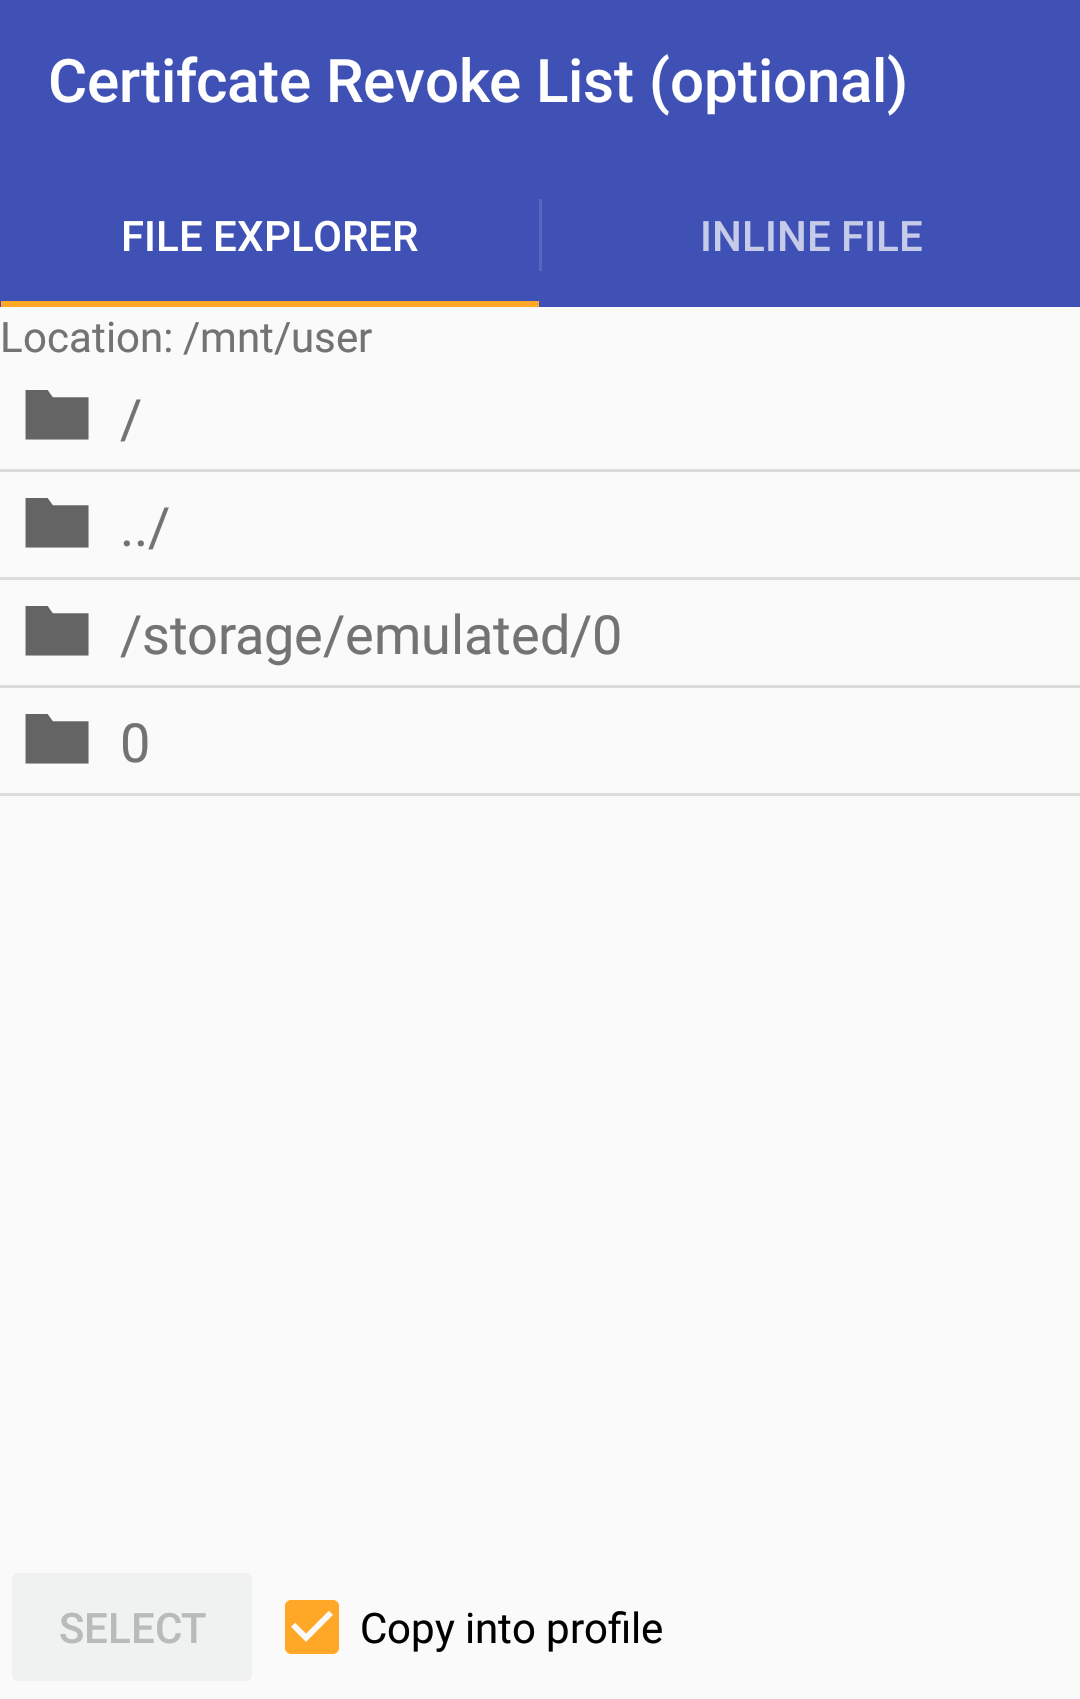 Certifcate Revoke List (optional)
FILE EXPLORER
INLINE FILE
Location: /mnt/user
/
../
/storage/emulated/0
0
SELECT
Copy into profile